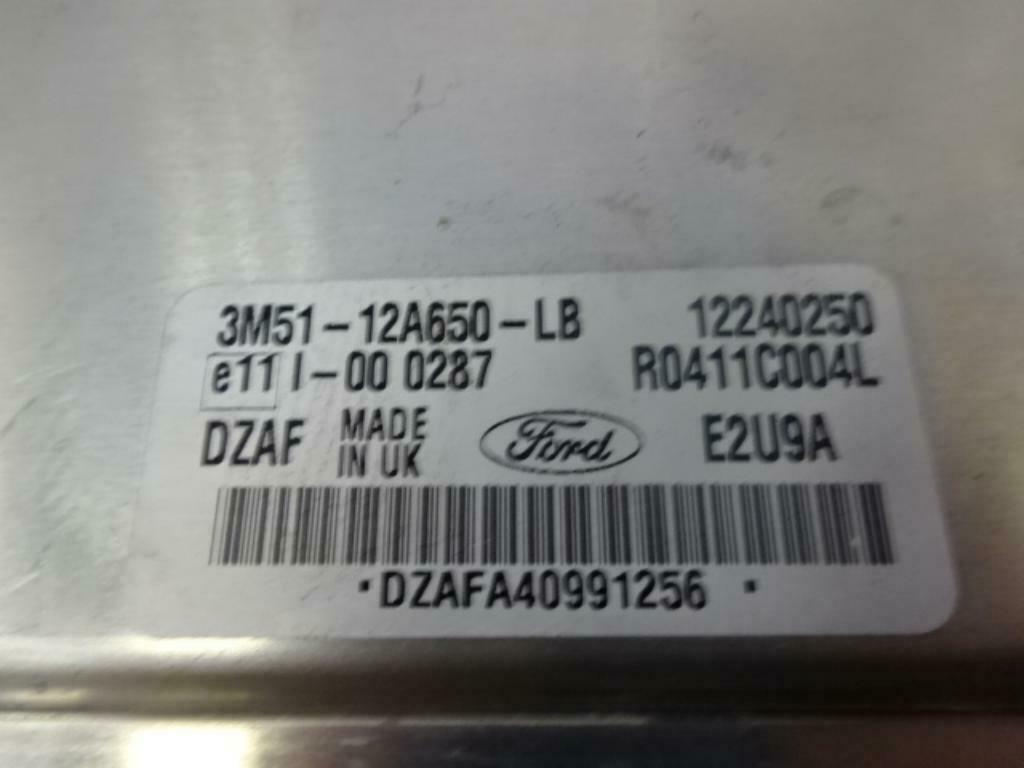 3M51-12A650-LB 12240250
e11 I-00 0287 R0411C004L
DZAF MADE IN UK Ford E2U9A
·DZAFA40991256 ·